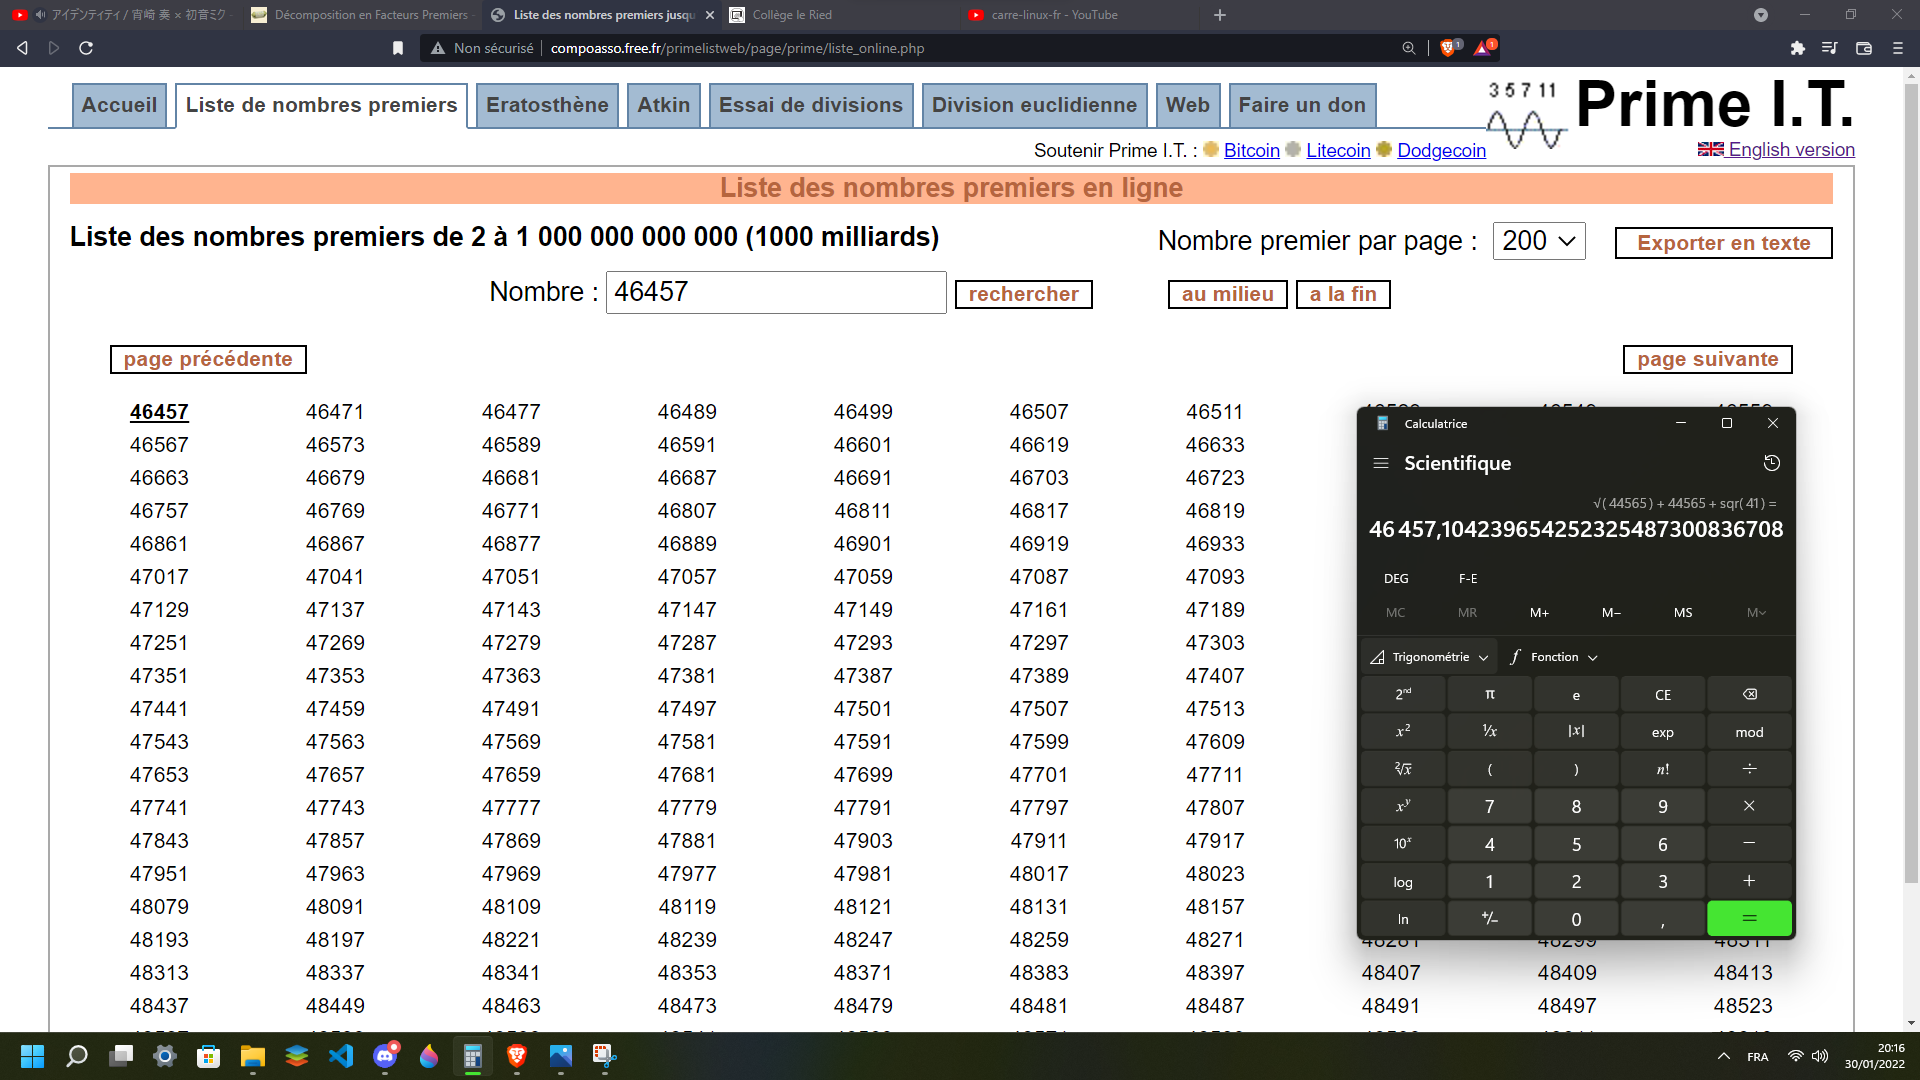 アイデンティティ / 宵崎 奏 × 初音ミク
Décomposition en Facteurs Premiers -
Liste des nombres premiers jusqu
Collège le Ried
carre-linux-fr - YouTube
Non sécurisé
compoasso.free.fr/primelistweb/page/prime/liste_online.php
1
1
Accueil
Liste de nombres premiers
Eratosthène
Atkin
Essai de divisions
Division euclidienne
Web
Faire un don
3 5 7 11
Prime I.T.
Soutenir Prime I.T. : Bitcoin Litecoin Dodgecoin
English version
Liste des nombres premiers en ligne
Liste des nombres premiers de 2 à 1 000 000 000 000 (1000 milliards)
Nombre premier par page : 200
Exporter en texte
Nombre : 46457
rechercher
au milieu
a la fin
page précédente
page suivante
46457 46471 46477 46489 46499 46507 46511
46567 46573 46589 46591 46601 46619 46633
46663 46679 46681 46687 46691 46703 46723
46757 46769 46771 46807 46811 46817 46819
46861 46867 46877 46889 46901 46919 46933
47017 47041 47051 47057 47059 47087 47093
47129 47137 47143 47147 47149 47161 47189
47251 47269 47279 47287 47293 47297 47303
47351 47353 47363 47381 47387 47389 47407
47441 47459 47491 47497 47501 47507 47513
47543 47563 47569 47581 47591 47599 47609
47653 47657 47659 47681 47699 47701 47711
47741 47743 47777 47779 47791 47797 47807
47843 47857 47869 47881 47903 47911 47917
47951 47963 47969 47977 47981 48017 48023
48079 48091 48109 48119 48121 48131 48157
48193 48197 48221 48239 48247 48259 48271 48281 48299 48311
48313 48337 48341 48353 48371 48383 48397 48407 48409 48413
48437 48449 48463 48473 48479 48481 48487 48491 48497 48523
Calculatrice
Scientifique
√( 44565 ) + 44565 + sqr( 41 ) =
46 457,104239654252325487300836708
DEG F-E
MC MR M+ M− MS M
Trigonométrie Fonction
2nd π e CE
x² ¹⁄x |x| exp mod
²√x ( ) n! ÷
xʸ 7 8 9 ×
10ˣ 4 5 6 −
log 1 2 3 +
ln +/− 0 , =
FRA
20:16
30/01/2022